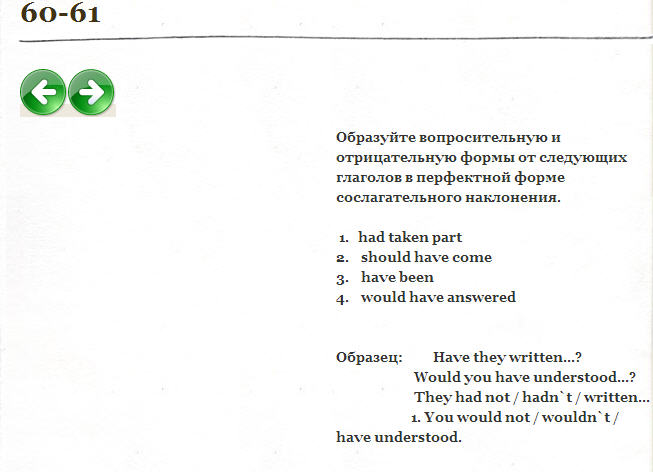 60-61
Образуйте вопросительную и
отрицательную формы от следующих
глаголов в перфектной форме
сослагательного наклонения.
1. had taken part
2. should have come
3. have been
4. would have answered
Образец: Have they written...?
Would you have understood...?
They had not / hadn`t / written...
1. You would not / wouldn`t /
have understood.